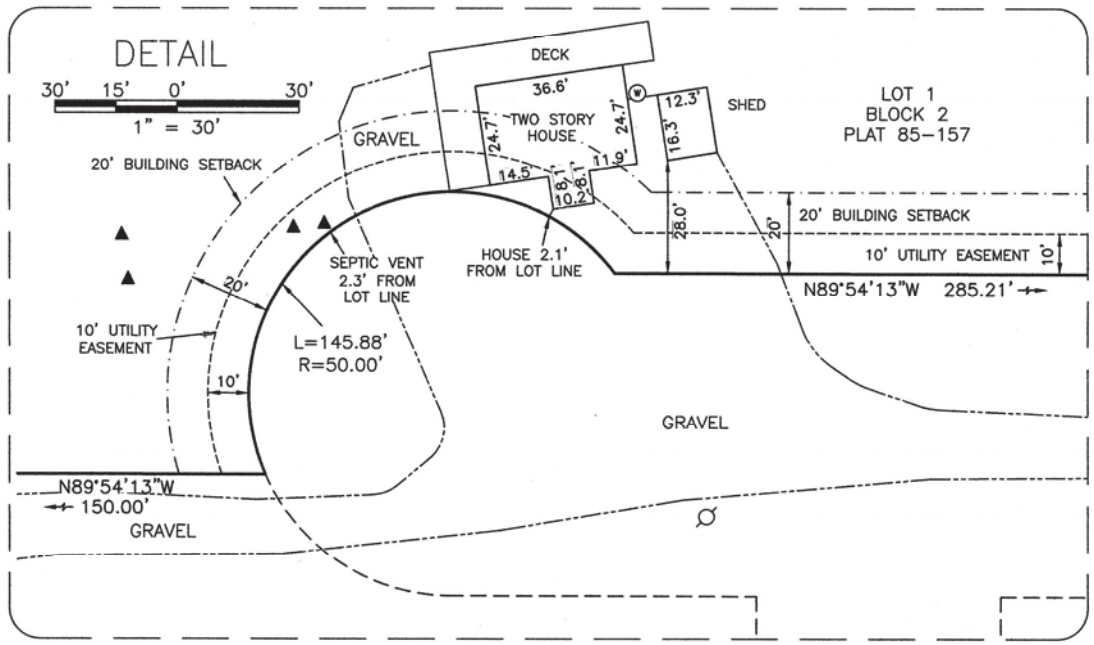 DETAIL
30' 15' 0' 30'
1" = 30'
DECK
36.6'
24.7'
TWO STORY
HOUSE
24.7'
14.5'
11.9'
8.1'
8.1'
10.2'
W
12.3'
16.3'
SHED
LOT 1
BLOCK 2
PLAT 85-157
GRAVEL
20' BUILDING SETBACK
20' BUILDING SETBACK
20'
28.0'
10' UTILITY EASEMENT
10'
SEPTIC VENT
2.3' FROM
LOT LINE
HOUSE 2.1'
FROM LOT LINE
N89°54'13"W 285.21'
20'
10' UTILITY
EASEMENT
L=145.88'
R=50.00'
10'
GRAVEL
N89°54'13"W
150.00'
GRAVEL